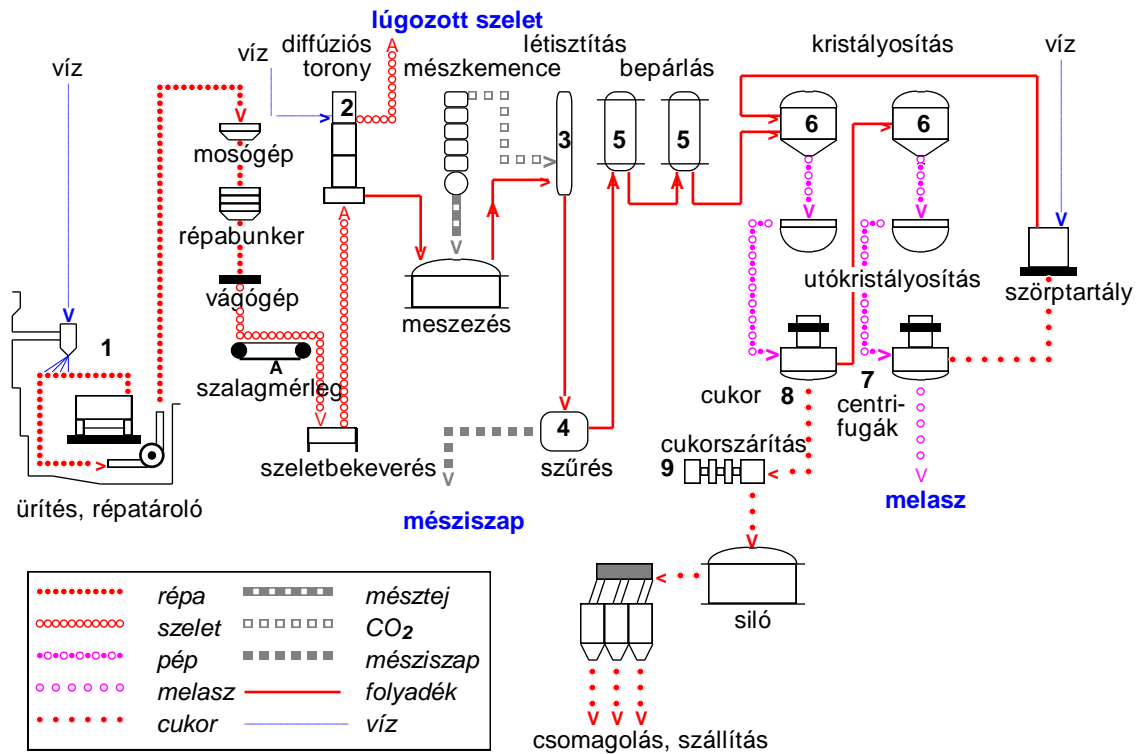 lúgozott szelet
víz
víz
diffúziós
torony
mészkemence
létisztítás
bepárlás
kristályosítás
víz
2
3
5
5
6
6
mosógép
répabunker
vágógép
meszezés
utókristályosítás
szörptartály
1
szalagmérleg
szeletbekeverés
4
szűrés
cukor
8
7
centri-
fugák
cukorszárítás
9
ürítés, répatároló
mésziszap
melasz
siló
csomagolás, szállítás
répa
szelet
pép
melasz
cukor
mésztej
CO2
mésziszap
folyadék
víz